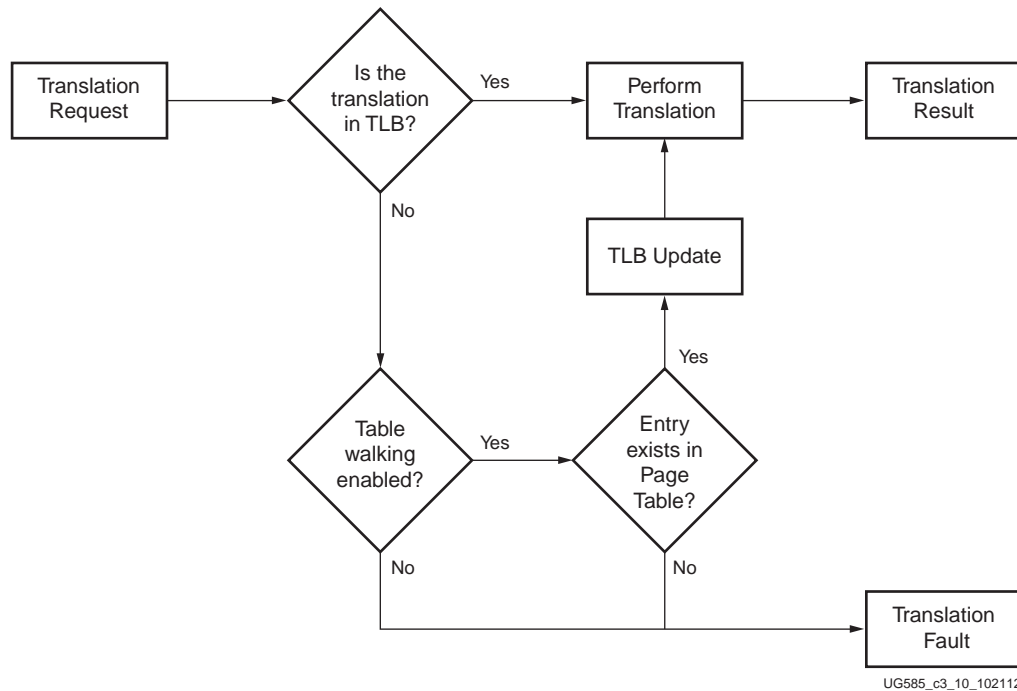 Translation
Request
Is the
translation
in TLB?
Yes
Perform
Translation
Translation
Result
No
TLB Update
Yes
Table
walking
enabled?
Yes
Entry
exists in
Page
Table?
No
No
Translation
Fault
UG585_c3_10_102112